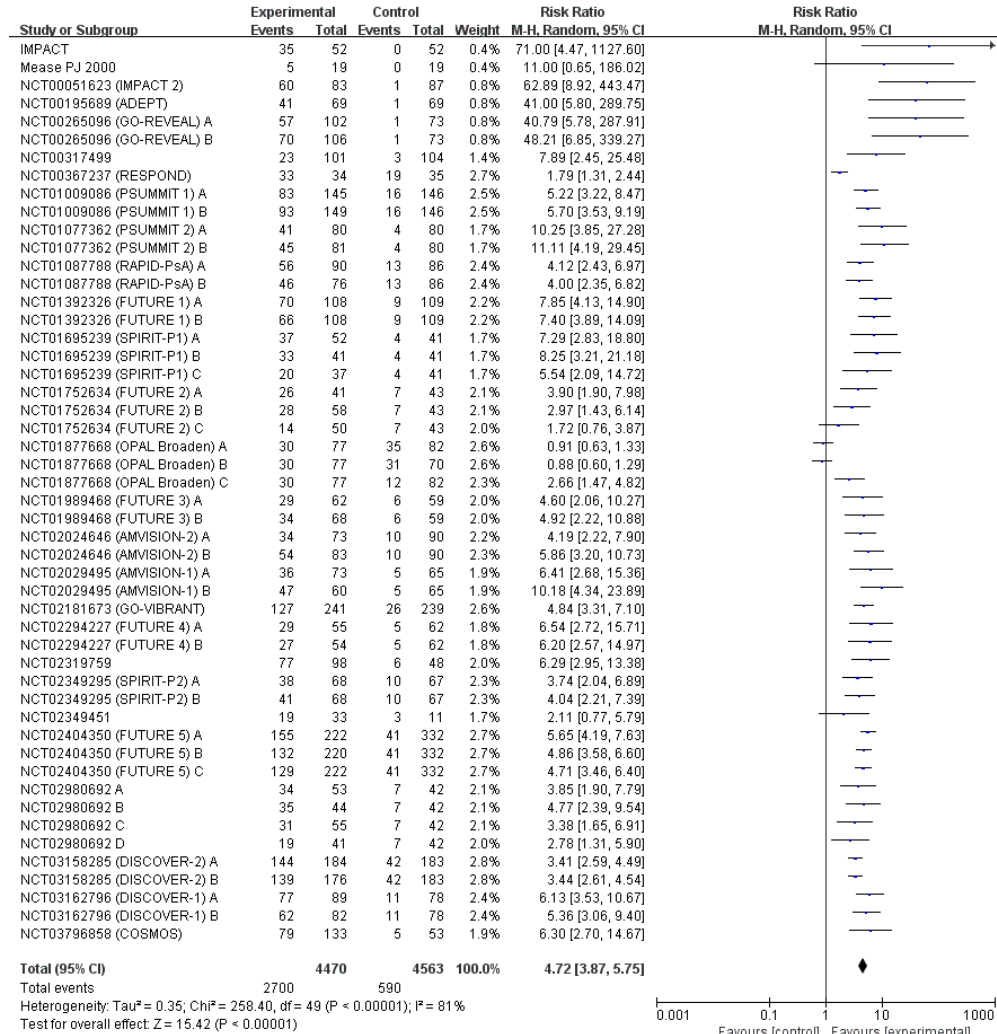 Experimental Control Risk Ratio Risk Ratio
Study or Subgroup Events Total Events Total Weight M-H, Random, 95% CI M-H, Random, 95% CI
IMPACT 35 52 0 52 0.4% 71.00 [4.47, 1127.60]
Mease PJ 2000 5 19 0 19 0.4% 11.00 [0.65, 186.02]
NCT00051623 (IMPACT 2) 60 83 1 87 0.8% 62.89 [8.92, 443.47]
NCT00195689 (ADEPT) 41 69 1 69 0.8% 41.00 [5.80, 289.75]
NCT00265096 (GO-REVEAL) A 57 102 1 73 0.8% 40.79 [5.78, 287.91]
NCT00265096 (GO-REVEAL) B 70 106 1 73 0.8% 48.21 [6.85, 339.27]
NCT00317499 23 101 3 104 1.4% 7.89 [2.45, 25.48]
NCT00367237 (RESPOND) 33 34 19 35 2.7% 1.79 [1.31, 2.44]
NCT01009086 (PSUMMIT 1) A 83 145 16 146 2.5% 5.22 [3.22, 8.47]
NCT01009086 (PSUMMIT 1) B 93 149 16 146 2.5% 5.70 [3.53, 9.19]
NCT01077362 (PSUMMIT 2) A 41 80 4 80 1.7% 10.25 [3.85, 27.28]
NCT01077362 (PSUMMIT 2) B 45 81 4 80 1.7% 11.11 [4.19, 29.45]
NCT01087788 (RAPID-PsA) A 56 90 13 86 2.4% 4.12 [2.43, 6.97]
NCT01087788 (RAPID-PsA) B 46 76 13 86 2.4% 4.00 [2.35, 6.82]
NCT01392326 (FUTURE 1) A 70 108 9 109 2.2% 7.85 [4.13, 14.90]
NCT01392326 (FUTURE 1) B 66 108 9 109 2.2% 7.40 [3.89, 14.09]
NCT01695239 (SPIRIT-P1) A 37 52 4 41 1.7% 7.29 [2.83, 18.80]
NCT01695239 (SPIRIT-P1) B 33 41 4 41 1.7% 8.25 [3.21, 21.18]
NCT01695239 (SPIRIT-P1) C 20 37 4 41 1.7% 5.54 [2.09, 14.72]
NCT01752634 (FUTURE 2) A 26 41 7 43 2.1% 3.90 [1.90, 7.98]
NCT01752634 (FUTURE 2) B 28 58 7 43 2.1% 2.97 [1.43, 6.14]
NCT01752634 (FUTURE 2) C 14 50 7 43 2.0% 1.72 [0.76, 3.87]
NCT01877668 (OPAL Broaden) A 30 77 35 82 2.6% 0.91 [0.63, 1.33]
NCT01877668 (OPAL Broaden) B 30 77 31 70 2.6% 0.88 [0.60, 1.29]
NCT01877668 (OPAL Broaden) C 30 77 12 82 2.3% 2.66 [1.47, 4.82]
NCT01989468 (FUTURE 3) A 29 62 6 59 2.0% 4.60 [2.06, 10.27]
NCT01989468 (FUTURE 3) B 34 68 6 59 2.0% 4.92 [2.22, 10.88]
NCT02024646 (AMVISION-2) A 34 73 10 90 2.2% 4.19 [2.22, 7.90]
NCT02024646 (AMVISION-2) B 54 83 10 90 2.3% 5.86 [3.20, 10.73]
NCT02029495 (AMVISION-1) A 36 73 5 65 1.9% 6.41 [2.68, 15.36]
NCT02029495 (AMVISION-1) B 47 60 5 65 1.9% 10.18 [4.34, 23.89]
NCT02181673 (GO-VIBRANT) 127 241 26 239 2.6% 4.84 [3.31, 7.10]
NCT02294227 (FUTURE 4) A 29 55 5 62 1.8% 6.54 [2.72, 15.71]
NCT02294227 (FUTURE 4) B 27 54 5 62 1.8% 6.20 [2.57, 14.97]
NCT02319759 77 98 6 48 2.0% 6.29 [2.95, 13.38]
NCT02349295 (SPIRIT-P2) A 38 68 10 67 2.3% 3.74 [2.04, 6.89]
NCT02349295 (SPIRIT-P2) B 41 68 10 67 2.3% 4.04 [2.21, 7.39]
NCT02349451 19 33 3 11 1.7% 2.11 [0.77, 5.79]
NCT02404350 (FUTURE 5) A 155 222 41 332 2.7% 5.65 [4.19, 7.63]
NCT02404350 (FUTURE 5) B 132 220 41 332 2.7% 4.86 [3.58, 6.60]
NCT02404350 (FUTURE 5) C 129 222 41 332 2.7% 4.71 [3.46, 6.40]
NCT02980692 A 34 53 7 42 2.1% 3.85 [1.90, 7.79]
NCT02980692 B 35 44 7 42 2.1% 4.77 [2.39, 9.54]
NCT02980692 C 31 55 7 42 2.1% 3.38 [1.65, 6.91]
NCT02980692 D 19 41 7 42 2.0% 2.78 [1.31, 5.90]
NCT03158285 (DISCOVER-2) A 144 184 42 183 2.8% 3.41 [2.59, 4.49]
NCT03158285 (DISCOVER-2) B 139 176 42 183 2.8% 3.44 [2.61, 4.54]
NCT03162796 (DISCOVER-1) A 77 89 11 78 2.4% 6.13 [3.53, 10.67]
NCT03162796 (DISCOVER-1) B 62 82 11 78 2.4% 5.36 [3.06, 9.40]
NCT03796858 (COSMOS) 79 133 5 53 1.9% 6.30 [2.70, 14.67]
Total (95% CI) 4470 4563 100.0% 4.72 [3.87, 5.75]
Total events 2700 590
Heterogeneity: Tau² = 0.35; Chi² = 258.40, df = 49 (P < 0.00001); I² = 81%
Test for overall effect: Z = 15.42 (P < 0.00001)
0.001 0.1 1 10 1000
Favours [control] Favours [experimental]